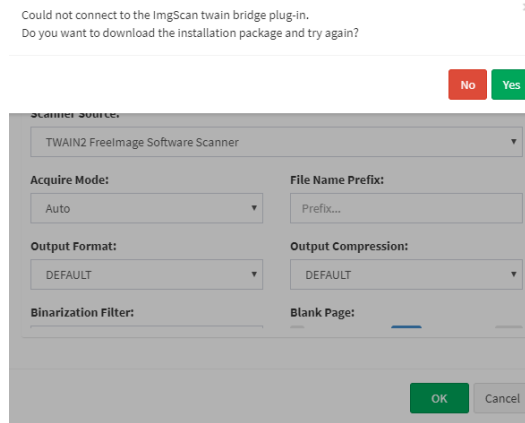 Could not connect to the ImgScan twain bridge plug-in.
Do you want to download the installation package and try again?
No Yes
Scanner Source:
TWAIN2 FreeImage Software Scanner
Acquire Mode: File Name Prefix:
Auto Prefix...
Output Format: Output Compression:
DEFAULT DEFAULT
Binarization Filter: Blank Page:
OK Cancel